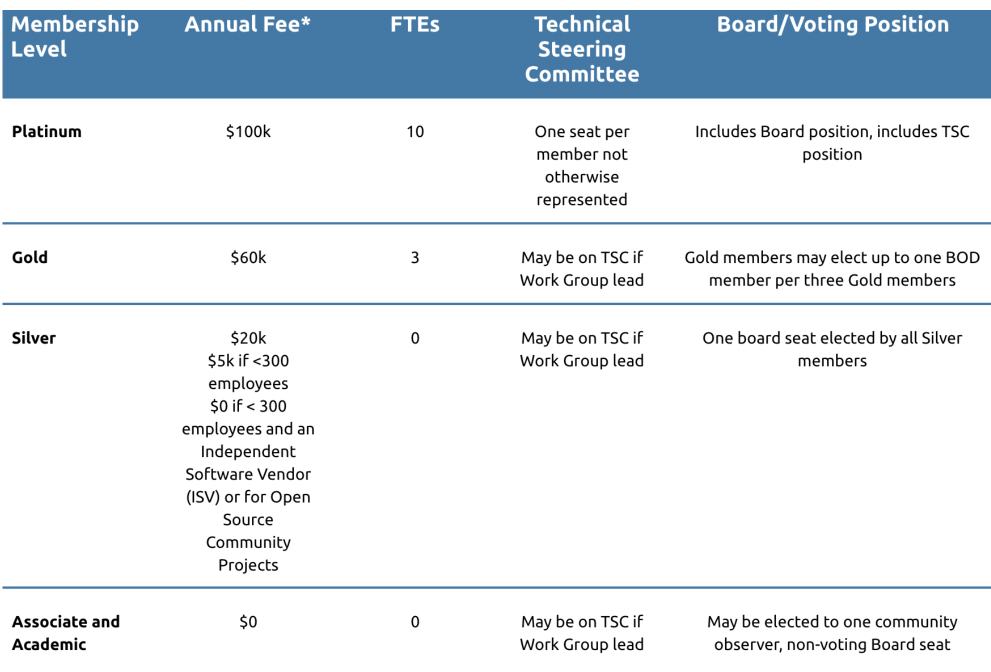 Membership Level
Annual Fee*
FTEs
Technical Steering Committee
Board/Voting Position
Platinum
$100k
10
One seat per
member not
otherwise
represented
Includes Board position, includes TSC
position
Gold
$60k
3
May be on TSC if
Work Group lead
Gold members may elect up to one BOD
member per three Gold members
Silver
$20k
$5k if <300
employees
$0 if < 300
employees and an
Independent
Software Vendor
(ISV) or for Open
Source
Community
Projects
0
May be on TSC if
Work Group lead
One board seat elected by all Silver
members
Associate and
Academic
$0
0
May be on TSC if
Work Group lead
May be elected to one community
observer, non-voting Board seat